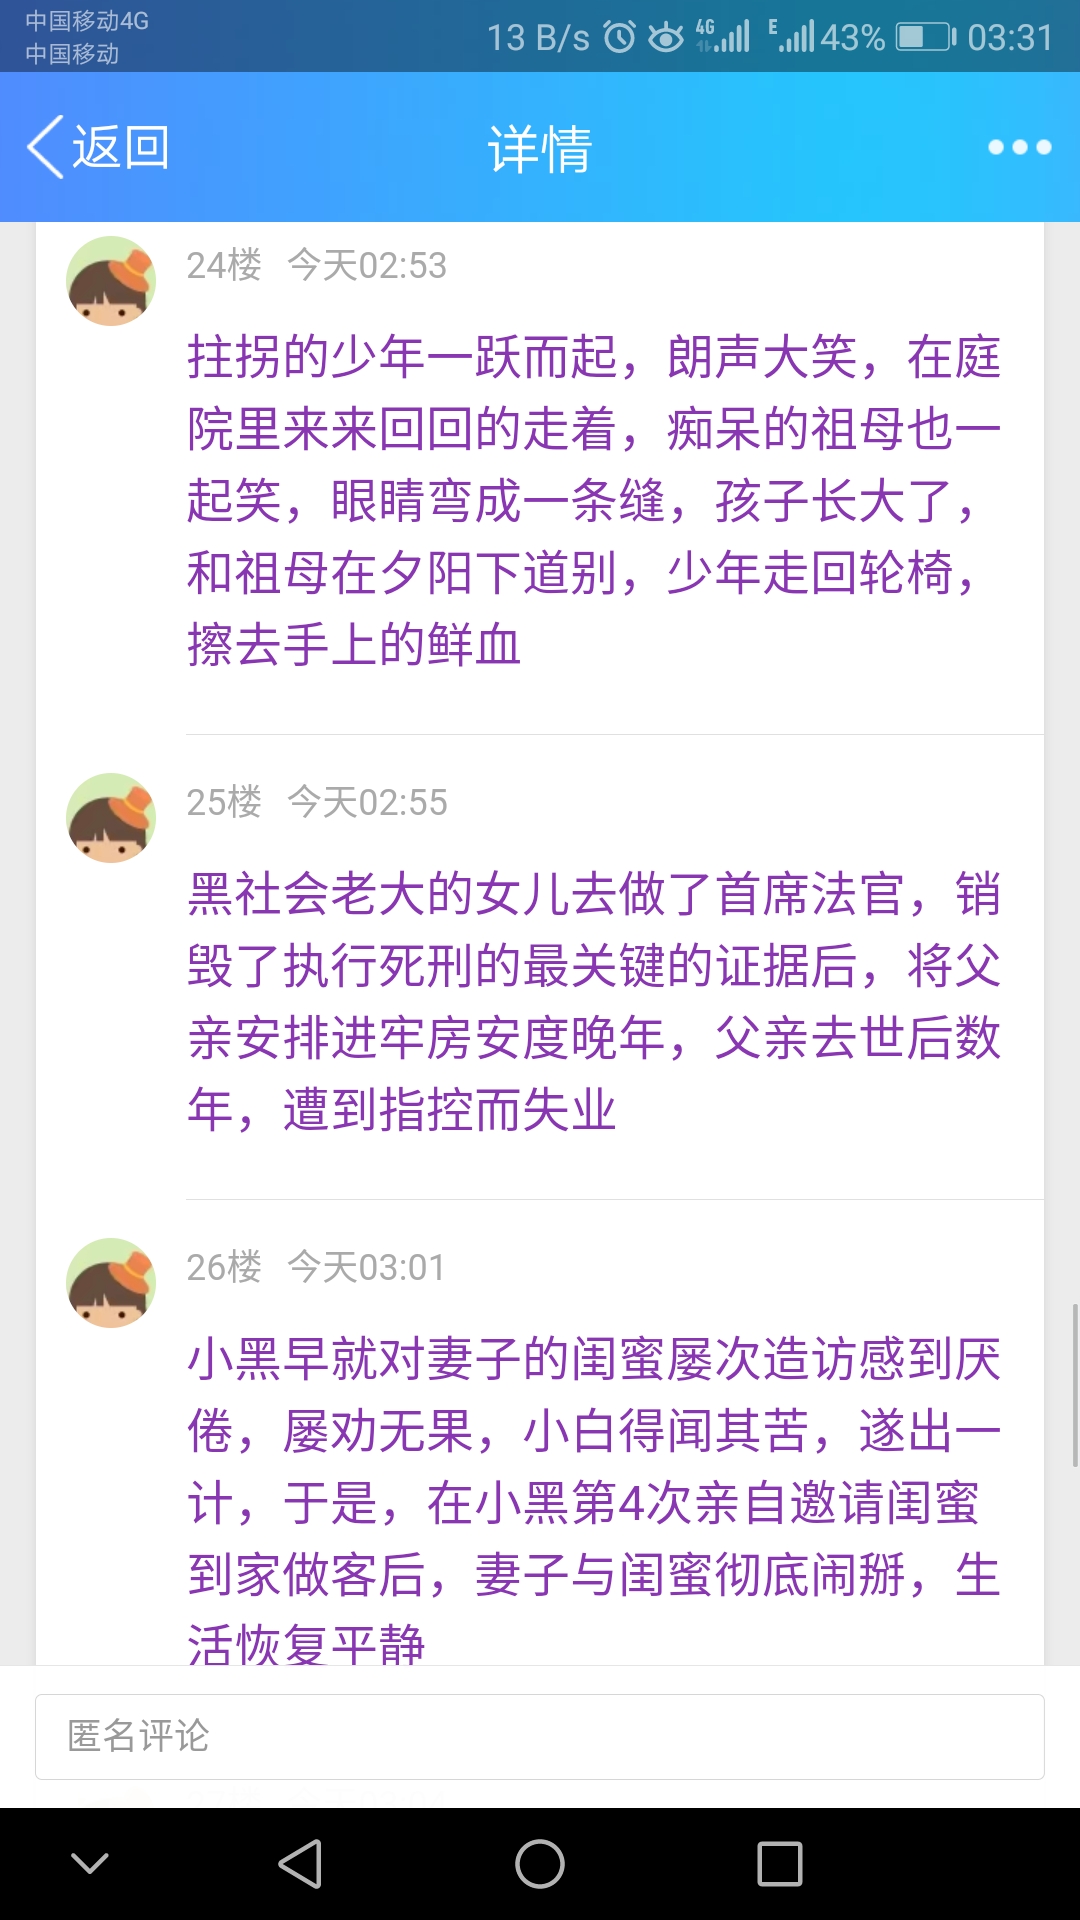 中国移动4G
中国移动
13 B/s 4G E 43% 03:31
返回 详情
24楼 今天02:53
拄拐的少年一跃而起，朗声大笑，在庭
院里来来回回的走着，痴呆的祖母也一
起笑，眼睛弯成一条缝，孩子长大了，
和祖母在夕阳下道别，少年走回轮椅，
擦去手上的鲜血
25楼 今天02:55
黑社会老大的女儿去做了首席法官，销
毁了执行死刑的最关键的证据后，将父
亲安排进牢房安度晚年，父亲去世后数
年，遭到指控而失业
26楼 今天03:01
小黑早就对妻子的闺蜜屡次造访感到厌
倦，屡劝无果，小白得闻其苦，遂出一
计，于是，在小黑第4次亲自邀请闺蜜
到家做客后，妻子与闺蜜彻底闹掰，生
活恢复平静
匿名评论